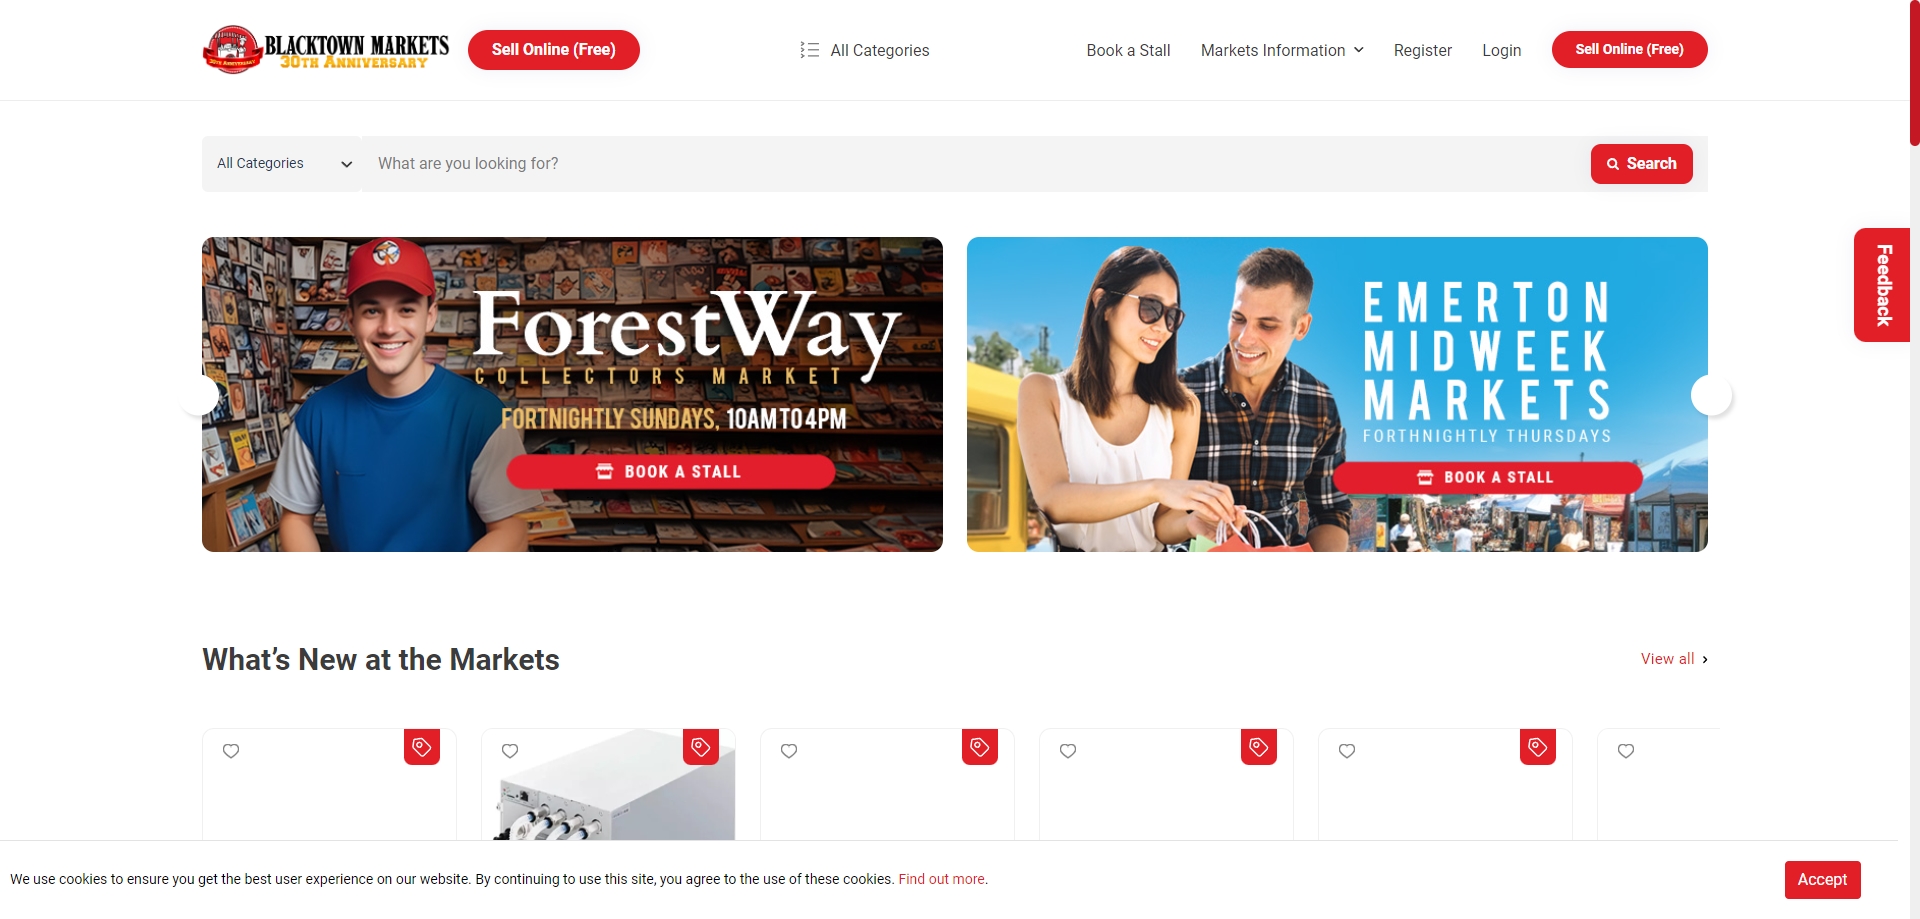 BLACKTOWN MARKETS
30TH ANNIVERSARY
Sell Online (Free)
All Categories
Book a Stall
Markets Information
Register
Login
Sell Online (Free)
All Categories
What are you looking for?
Search
Feedback
ForestWay
COLLECTORS MARKET
FORTNIGHTLY SUNDAYS, 10AM TO 4PM
BOOK A STALL
EMERTON
MIDWEEK
MARKETS
FORTHNIGHTLY THURSDAYS
BOOK A STALL
What’s New at the Markets
View all
We use cookies to ensure you get the best user experience on our website. By continuing to use this site, you agree to the use of these cookies. Find out more.
Accept